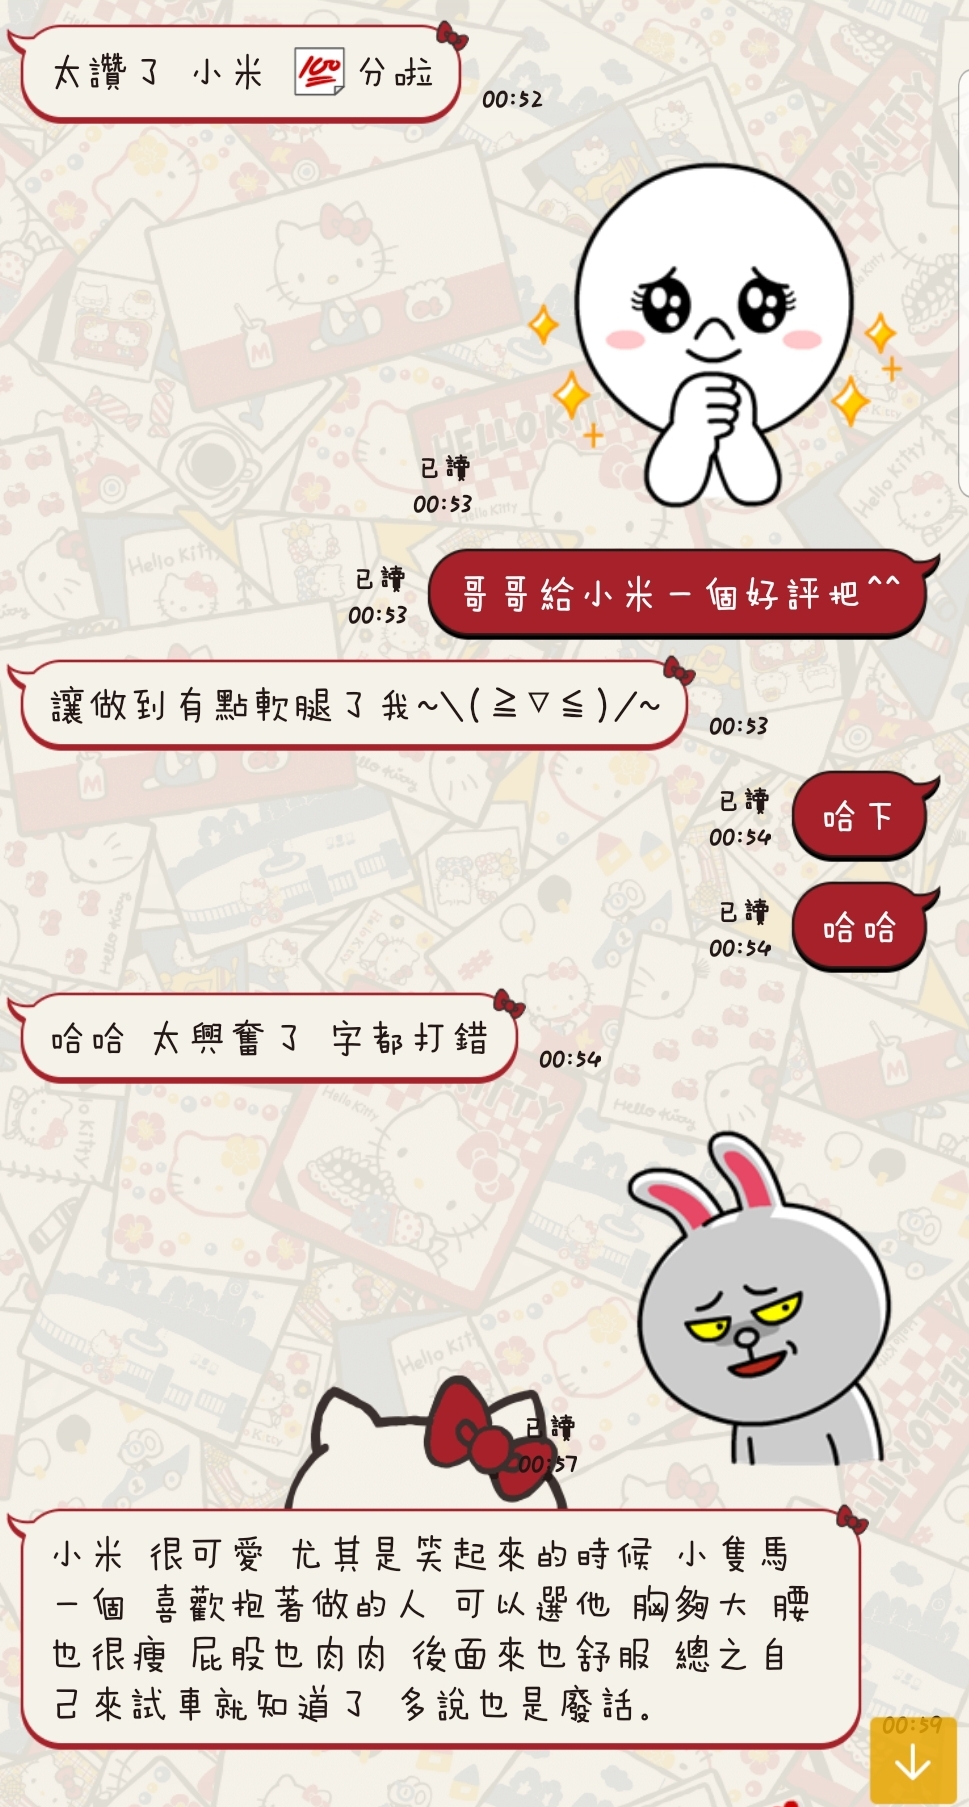 太讚了 小米 💯 分啦
00:52
已讀
00:53
已讀
00:53
哥哥給小米一個好評把^^
讓做到有點軟腿了我~\(≧▽≦)/~
00:53
已讀
00:54
哈下
已讀
00:54
哈哈
哈哈 太興奮了 字都打錯
00:54
已讀
00:57
小米 很可愛 尤其是笑起來的時候 小隻馬
一個 喜歡抱著做的人 可以選他 胸夠大 腰
也很瘦 屁股也肉肉 後面來也舒服 總之自
己來試車就知道了 多說也是廢話。
00:59